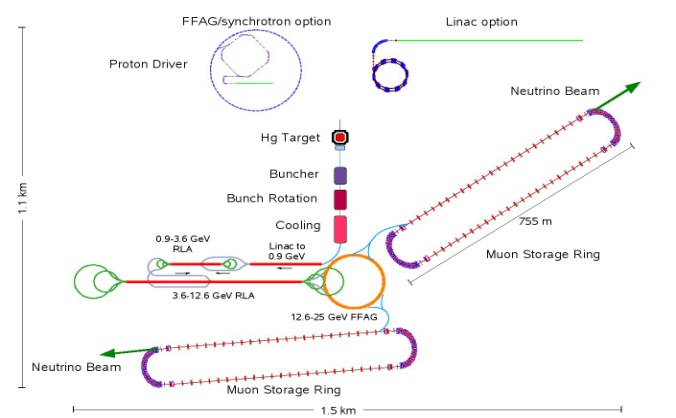 FFAG/synchrotron option
Linac option
Proton Driver
Neutrino Beam
Hg Target
Buncher
Bunch Rotation
Cooling
1.1 km
755 m
0.9-3.6 GeV
RLA
Linac to
0.9 GeV
Muon Storage Ring
3.6-12.6 GeV RLA
12.6-25 GeV FFAG
Neutrino Beam
Muon Storage Ring
1.5 km